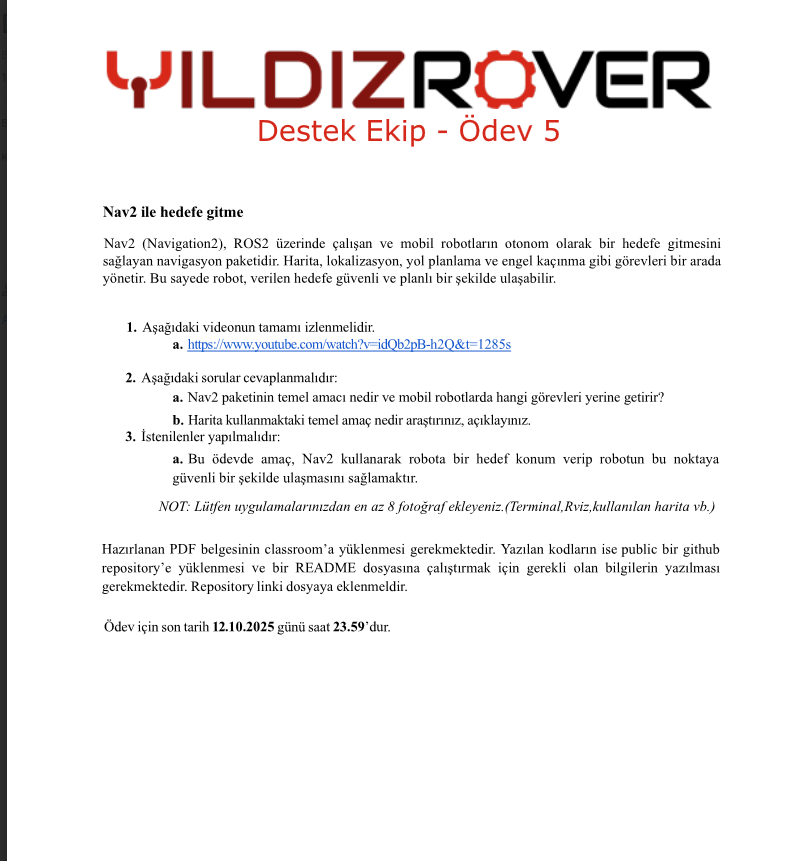 YILDIZROVER
Destek Ekip - Ödev 5
Nav2 ile hedefe gitme
Nav2 (Navigation2), ROS2 üzerinde çalışan ve mobil robotların otonom olarak bir hedefe gitmesini
sağlayan navigasyon paketidir. Harita, lokalizasyon, yol planlama ve engel kaçınma gibi görevleri bir arada
yönetir. Bu sayede robot, verilen hedefe güvenli ve planlı bir şekilde ulaşabilir.
1. Aşağıdaki videonun tamamı izlenmelidir.
a. https://www.youtube.com/watch?v=idQb2pB-h2Q&t=1285s
2. Aşağıdaki sorular cevaplanmalıdır:
a. Nav2 paketinin temel amacı nedir ve mobil robotlarda hangi görevleri yerine getirir?
b. Harita kullanmaktaki temel amaç nedir araştırınız, açıklayınız.
3. İstenilenler yapılmalıdır:
a. Bu ödevde amaç, Nav2 kullanarak robota bir hedef konum verip robotun bu noktaya
güvenli bir şekilde ulaşmasını sağlamaktır.
NOT: Lütfen uygulamalarınızdan en az 8 fotoğraf ekleyeniz.(Terminal,Rviz,kullanılan harita vb.)
Hazırlanan PDF belgesinin classroom’a yüklenmesi gerekmektedir. Yazılan kodların ise public bir github
repository’e yüklenmesi ve bir README dosyasına çalıştırmak için gerekli olan bilgilerin yazılması
gerekmektedir. Repository linki dosyaya eklenmeldir.
Ödev için son tarih 12.10.2025 günü saat 23.59’dur.